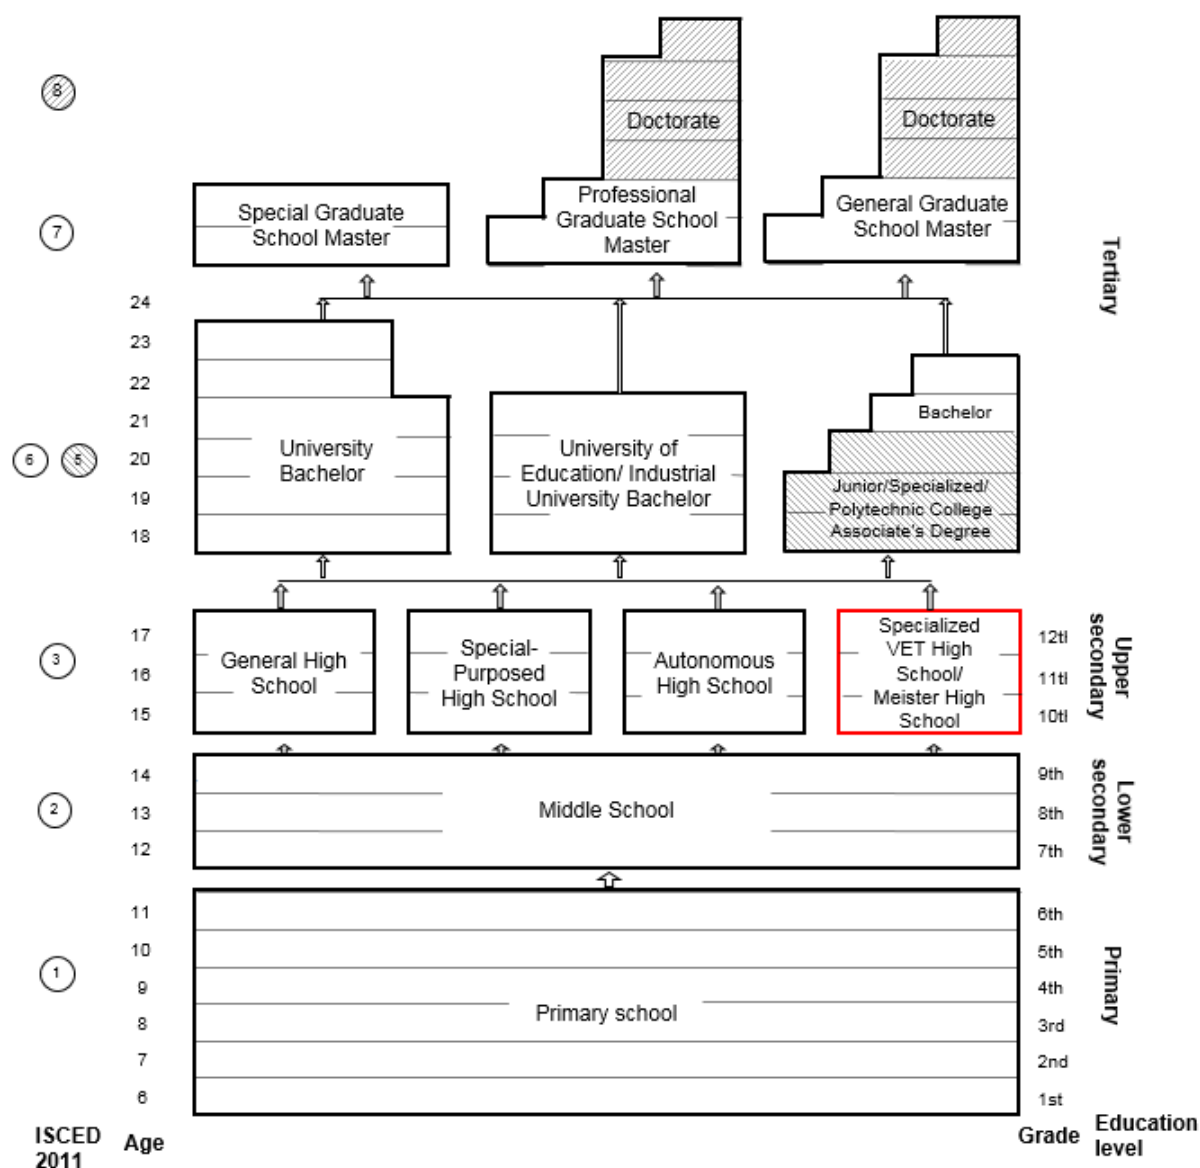 8
Doctorate
Doctorate
7
Special Graduate
School Master
Professional
Graduate School
Master
General Graduate
School Master
Tertiary
24
23
22
21
20
19
18
6
5
University
Bachelor
University of
Education/ Industrial
University Bachelor
Bachelor
Junior/Specialized/
Polytechnic College
Associate's Degree
3
17
16
15
General High
School
Special-
Purposed
High School
Autonomous
High School
Specialized
VET High
School/
Meister High
School
12tl
11tl
10tl
Upper
secondary
2
14
13
12
Middle School
9th
8th
7th
Lower
secondary
1
11
10
9
8
7
6
Primary school
6th
5th
4th
3rd
2nd
1st
Primary
ISCED
2011
Age
Grade
Education
level